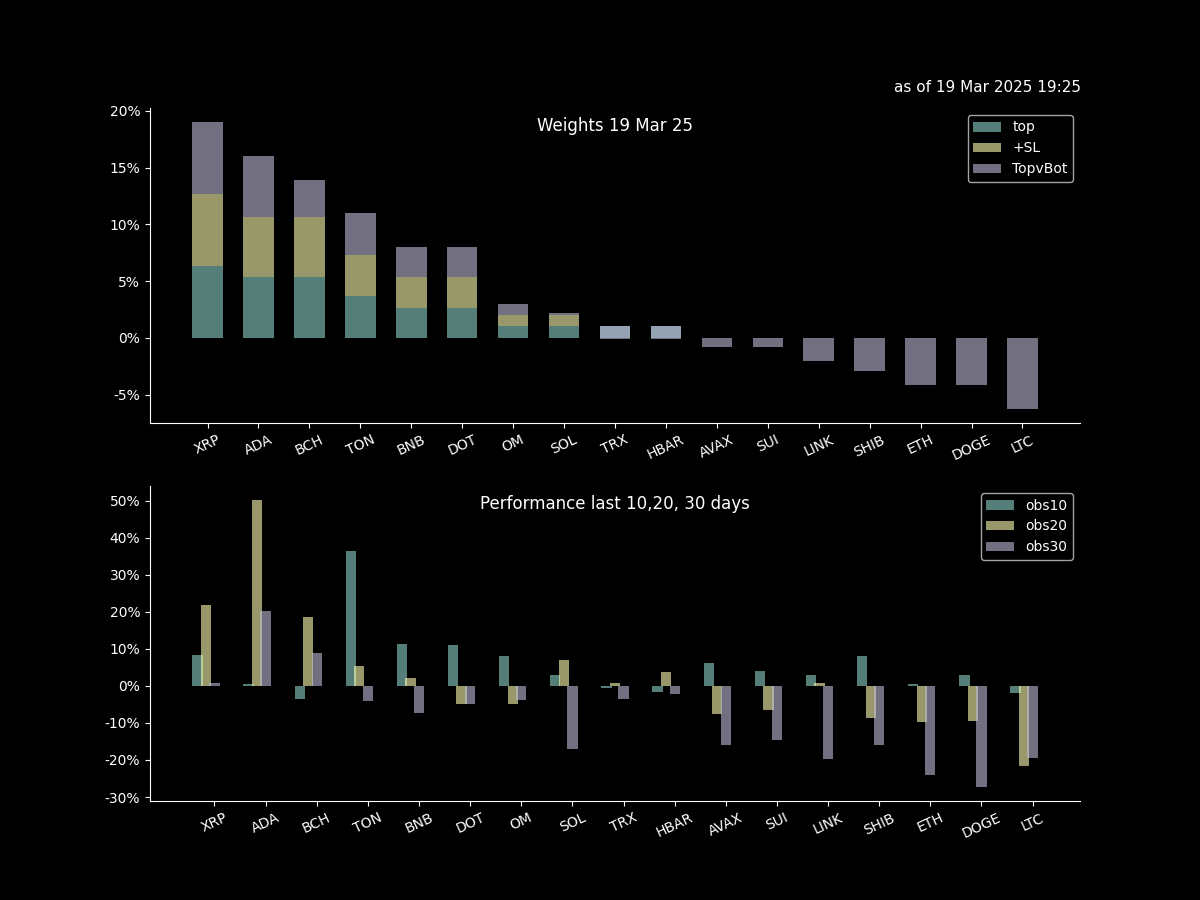 as of 19 Mar 2025 19:25
Weights 19 Mar 25
top
+SL
TopvBot
20%
15%
10%
5%
0%
-5%
XRP ADA BCH TON BNB DOT OM SOL TRX HBAR AVAX SUI LINK SHIB ETH DOGE LTC
Performance last 10,20, 30 days
obs10
obs20
obs30
50%
40%
30%
20%
10%
0%
-10%
-20%
-30%
XRP ADA BCH TON BNB DOT OM SOL TRX HBAR AVAX SUI LINK SHIB ETH DOGE LTC